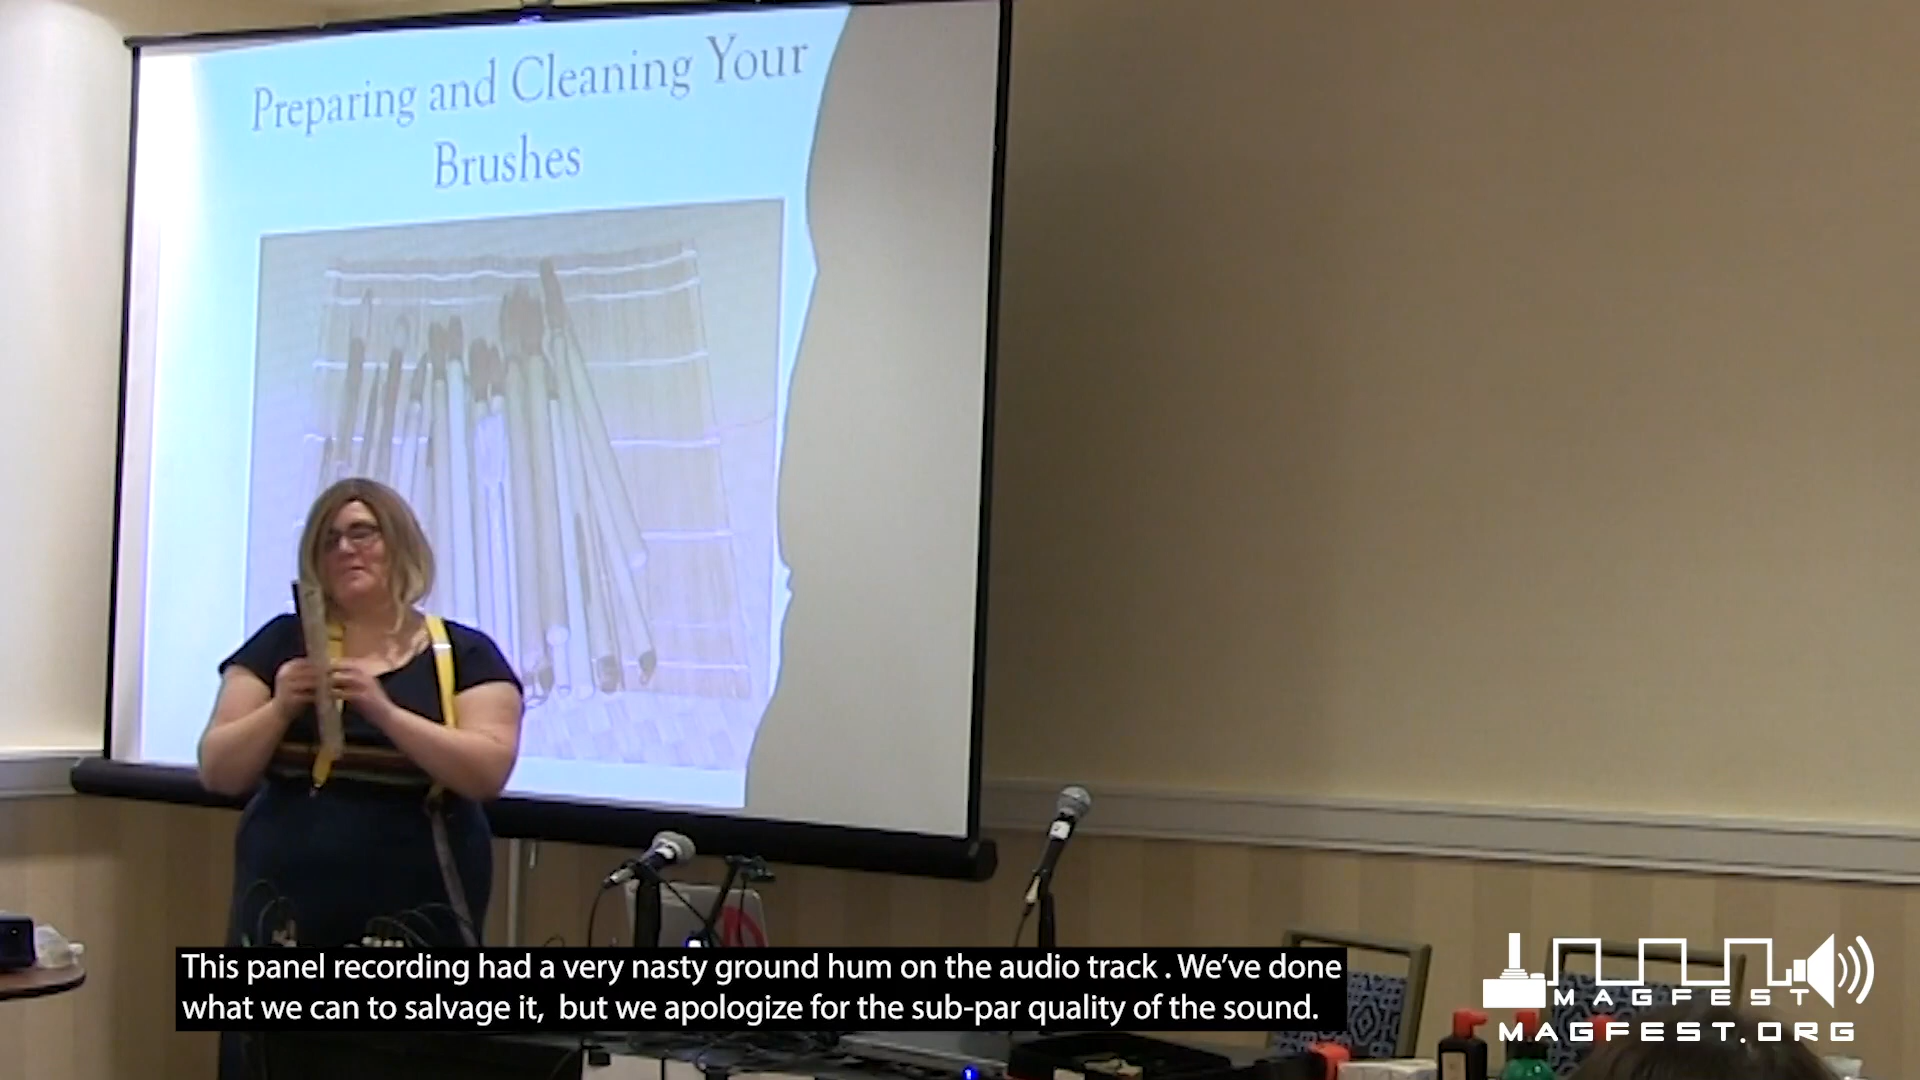 Preparing and Cleaning Your
Brushes
This panel recording had a very nasty ground hum on the audio track . We've done
what we can to salvage it,  but we apologize for the sub-par quality of the sound.
MAGFEST
MAGFEST.ORG